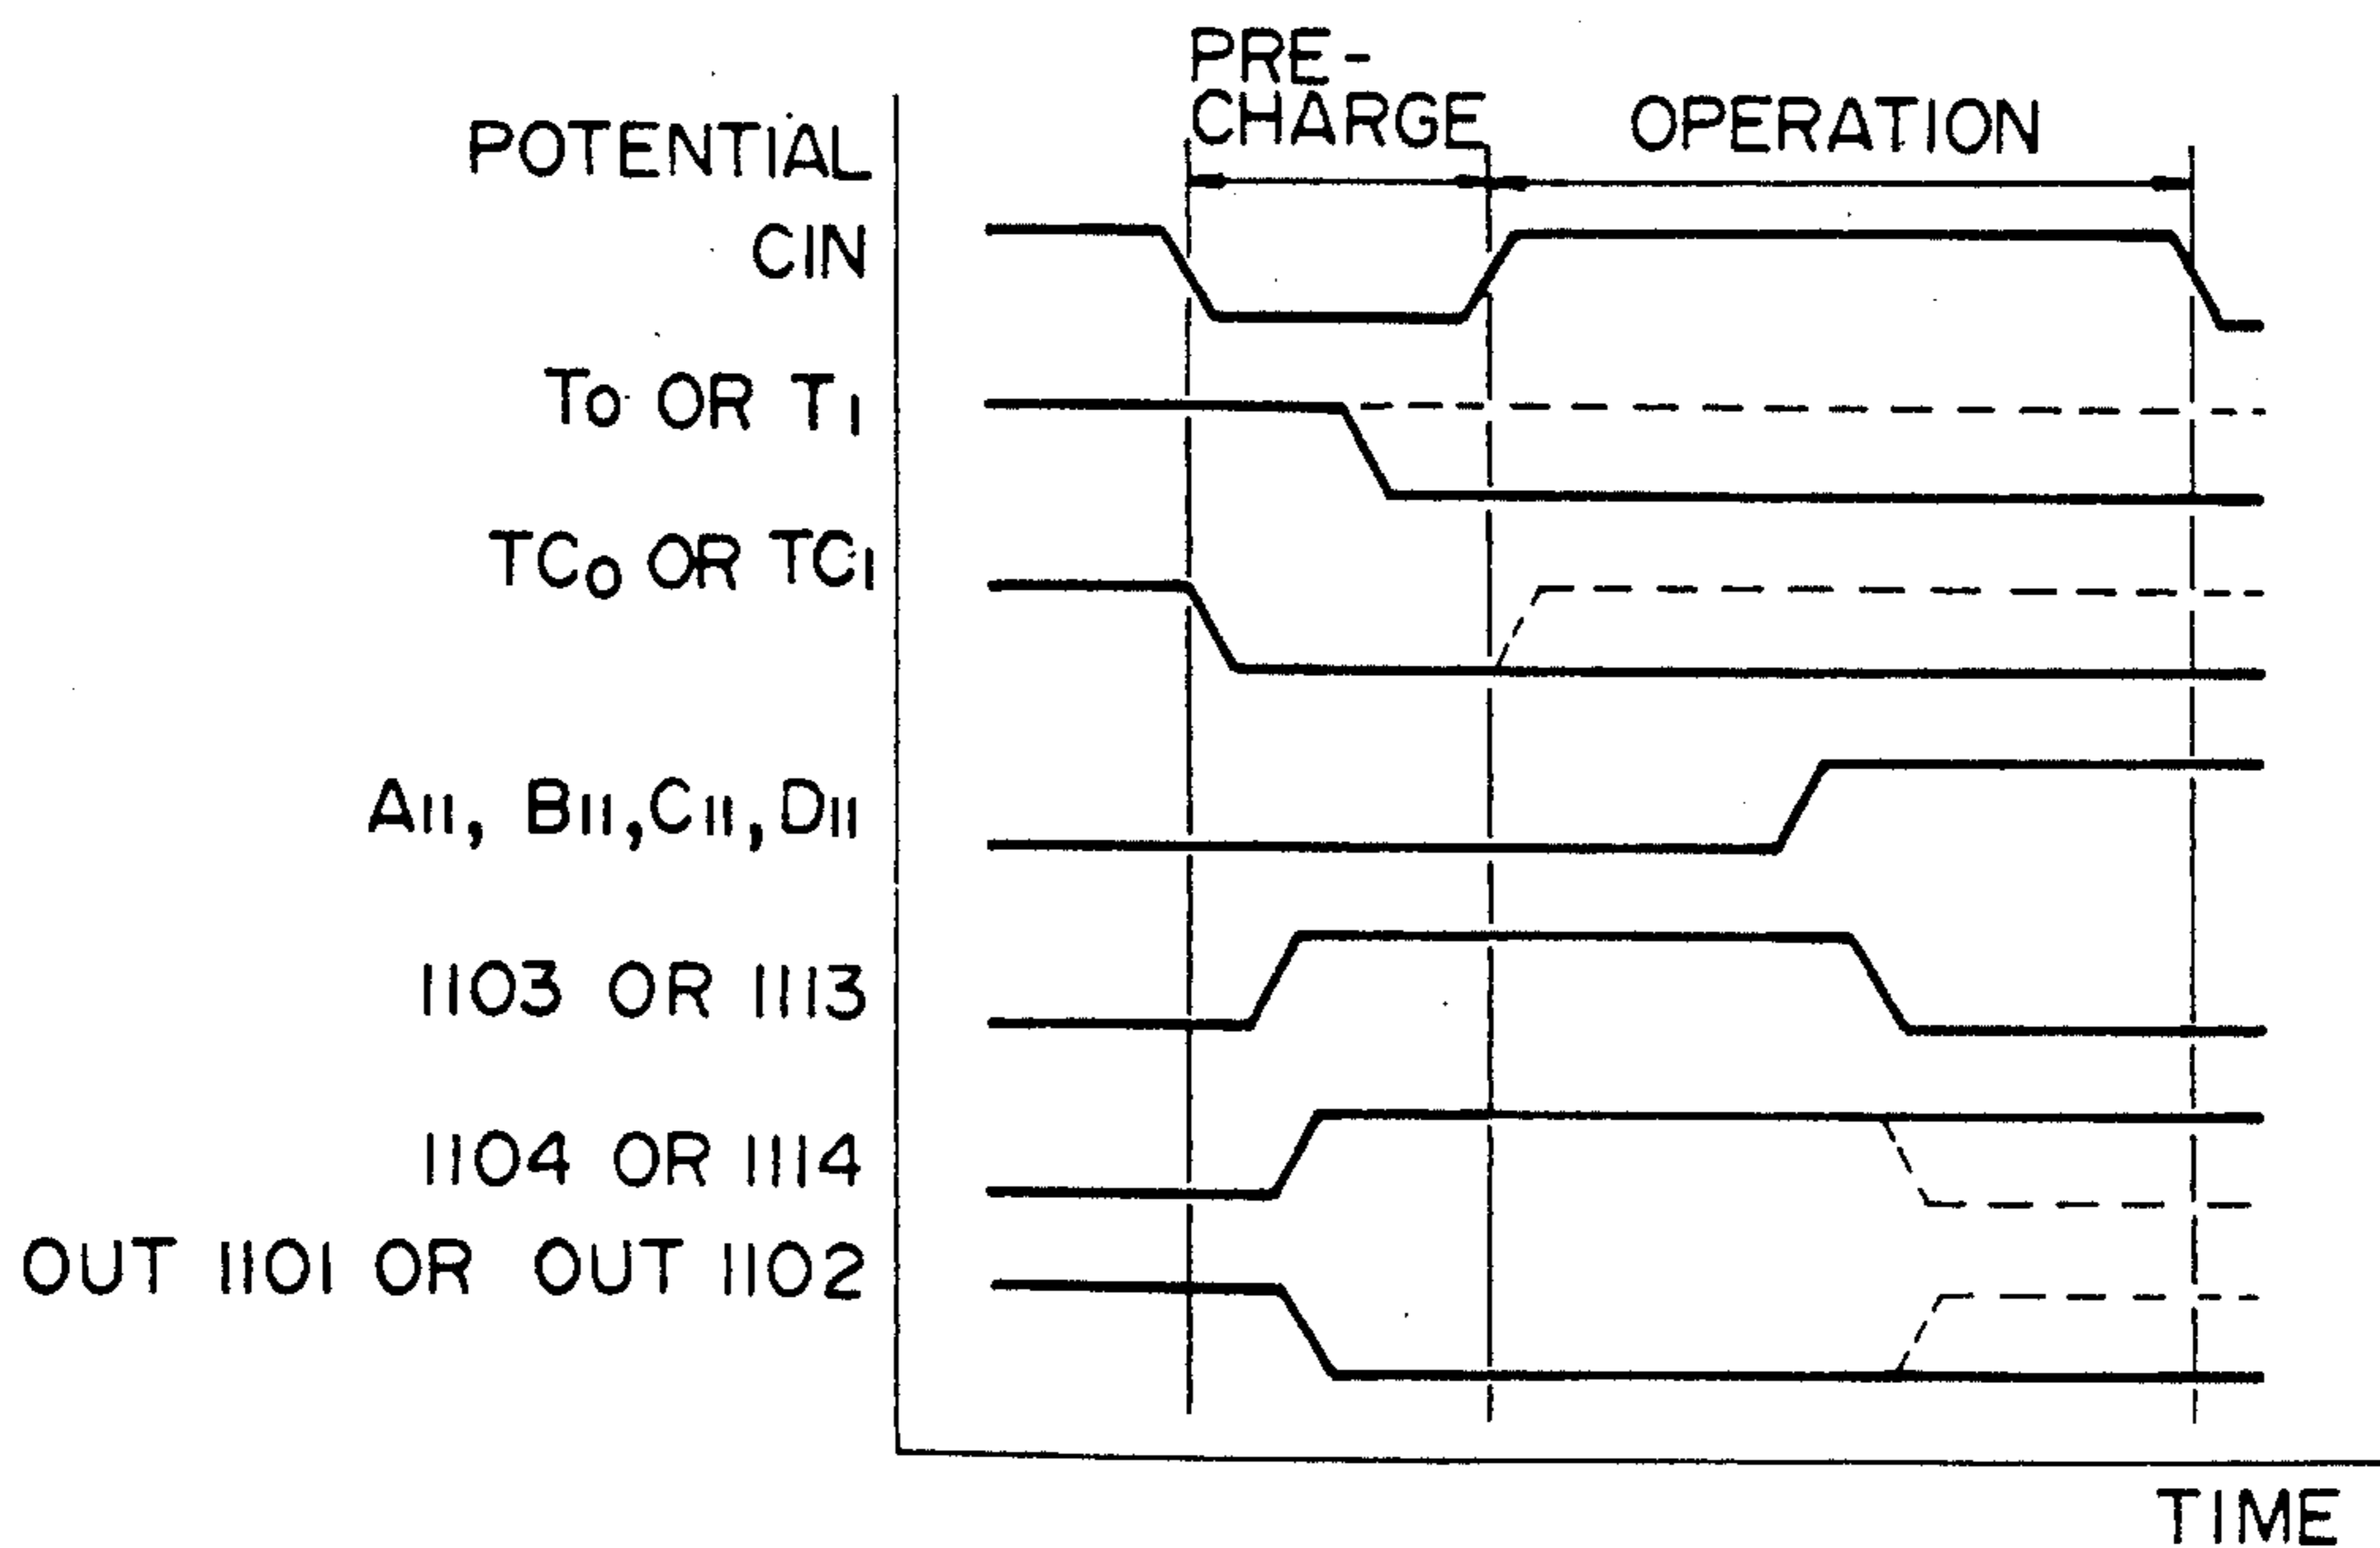 PRE-
CHARGE
OPERATION
POTENTIAL
CIN
T0 OR T1
TC0 OR TC1
A11, B11, C11, D11
1103 OR 1113
1104 OR 1114
OUT 1101 OR OUT 1102
TIME